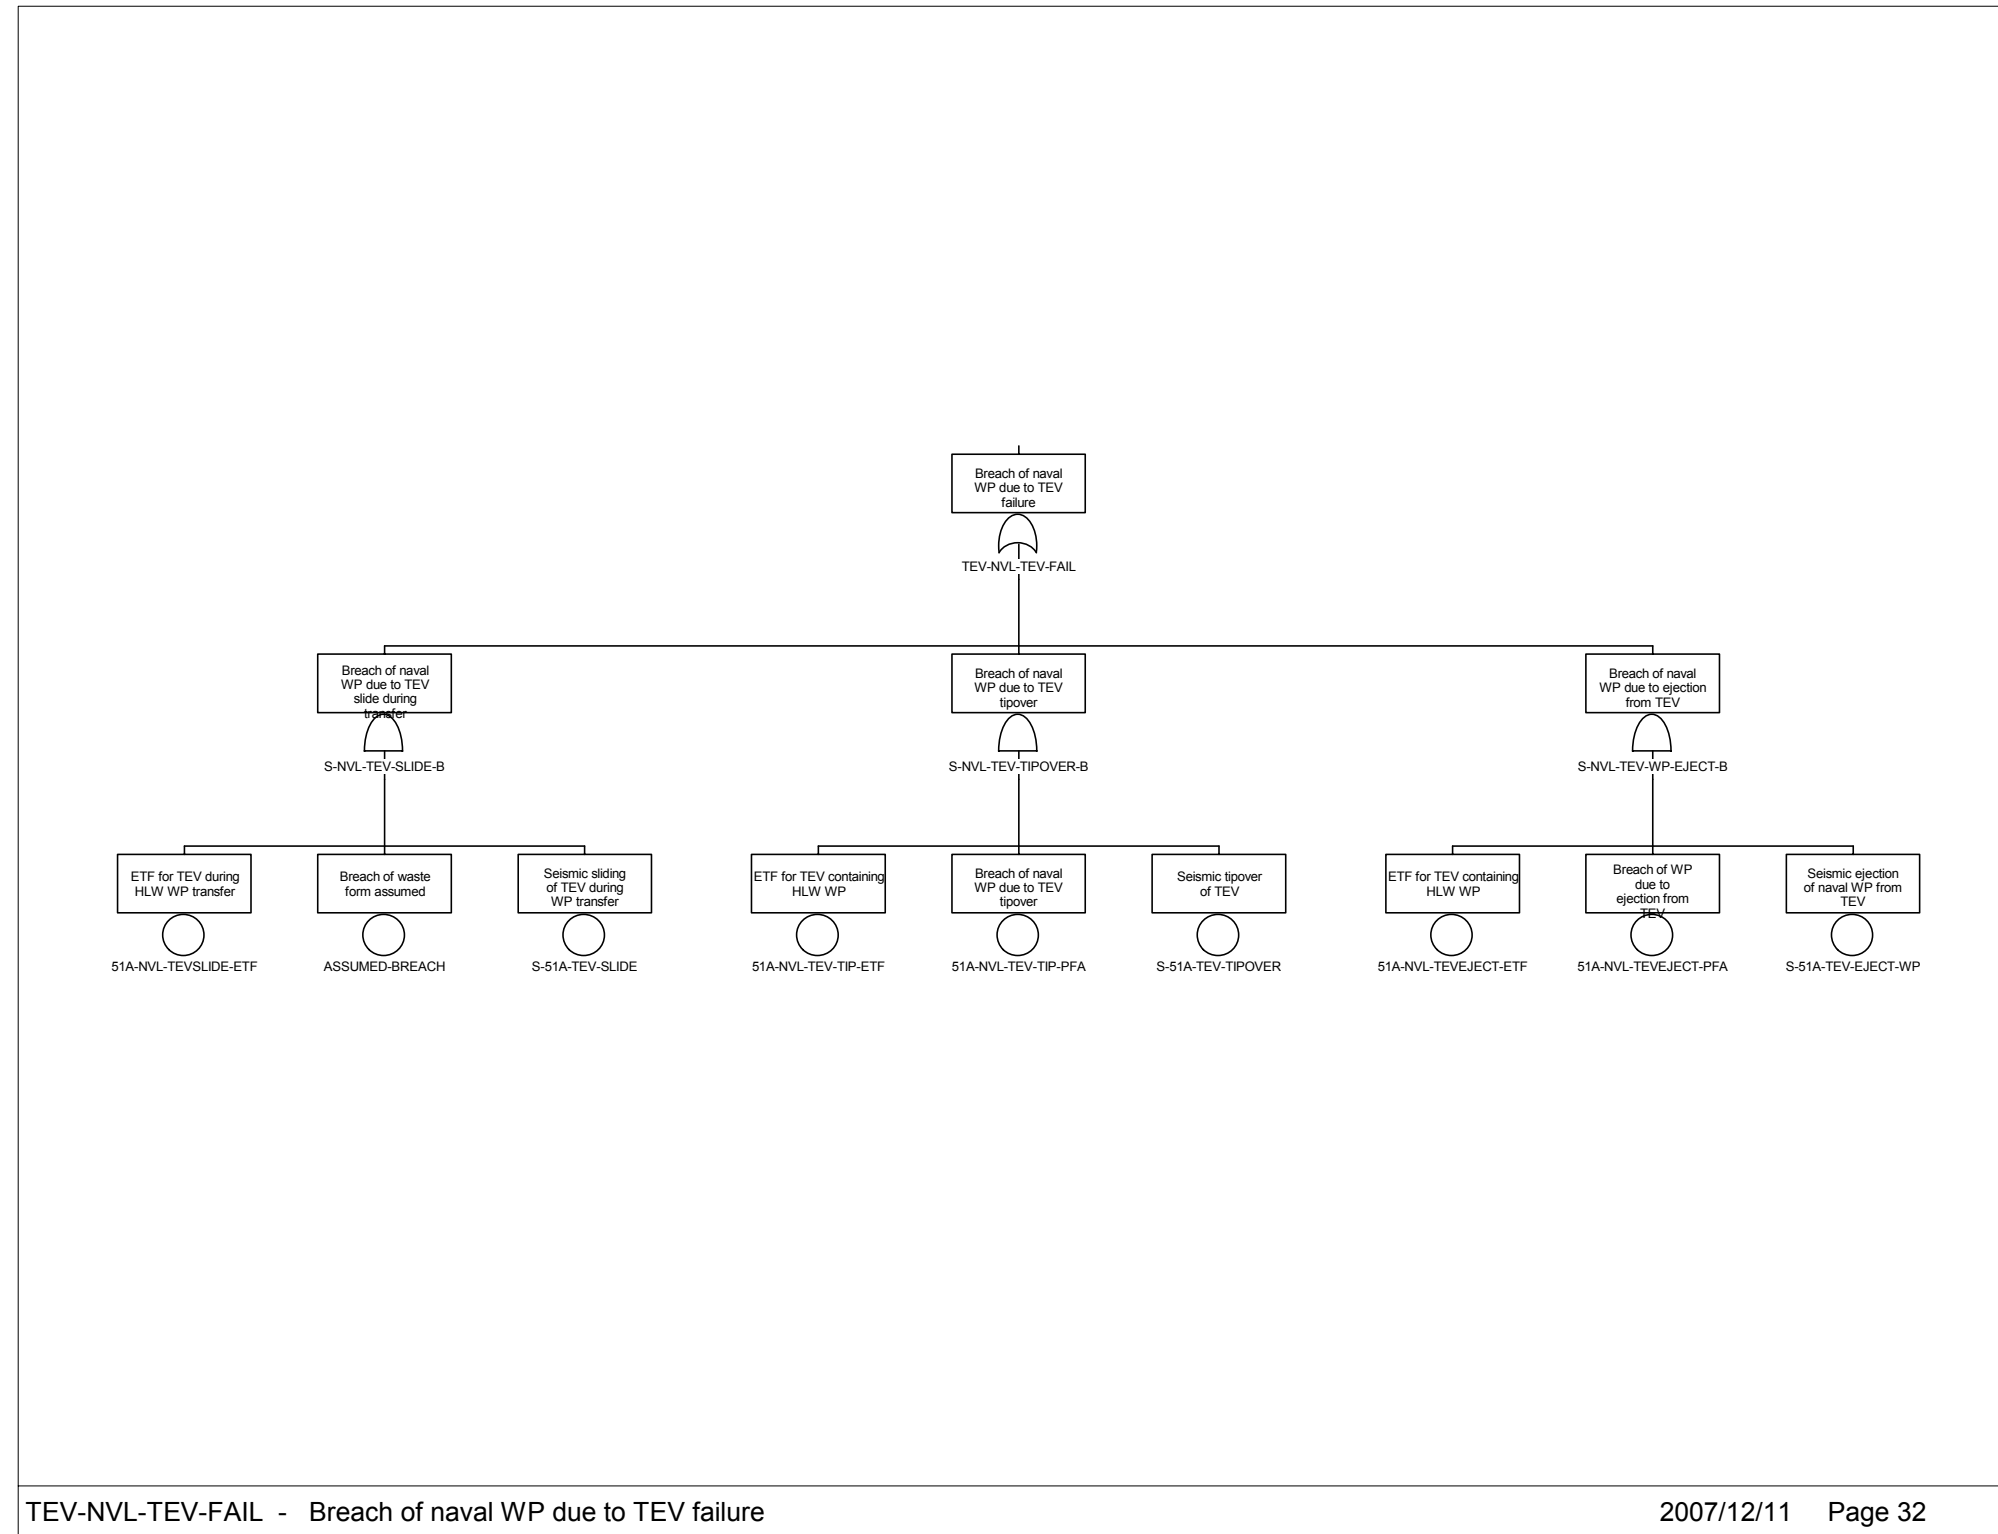 Breach of naval
WP due to TEV
failure
TEV-NVL-TEV-FAIL
Breach of naval
WP due to TEV
slide during
transfer
S-NVL-TEV-SLIDE-B
Breach of naval
WP due to TEV
tipover
S-NVL-TEV-TIPOVER-B
Breach of naval
WP due to ejection
from TEV
S-NVL-TEV-WP-EJECT-B
ETF for TEV during
HLW WP transfer
51A-NVL-TEVSLIDE-ETF
Breach of waste
form assumed
ASSUMED-BREACH
Seismic sliding
of TEV during
WP transfer
S-51A-TEV-SLIDE
ETF for TEV containing
HLW WP
51A-NVL-TEV-TIP-ETF
Breach of naval
WP due to TEV
tipover
51A-NVL-TEV-TIP-PFA
Seismic tipover
of TEV
S-51A-TEV-TIPOVER
ETF for TEV containing
HLW WP
51A-NVL-TEVEJECT-ETF
Breach of WP
due to
ejection from
TEV
51A-NVL-TEVEJECT-PFA
Seismic ejection
of naval WP from
TEV
S-51A-TEV-EJECT-WP
TEV-NVL-TEV-FAIL - Breach of naval WP due to TEV failure
2007/12/11 Page 32